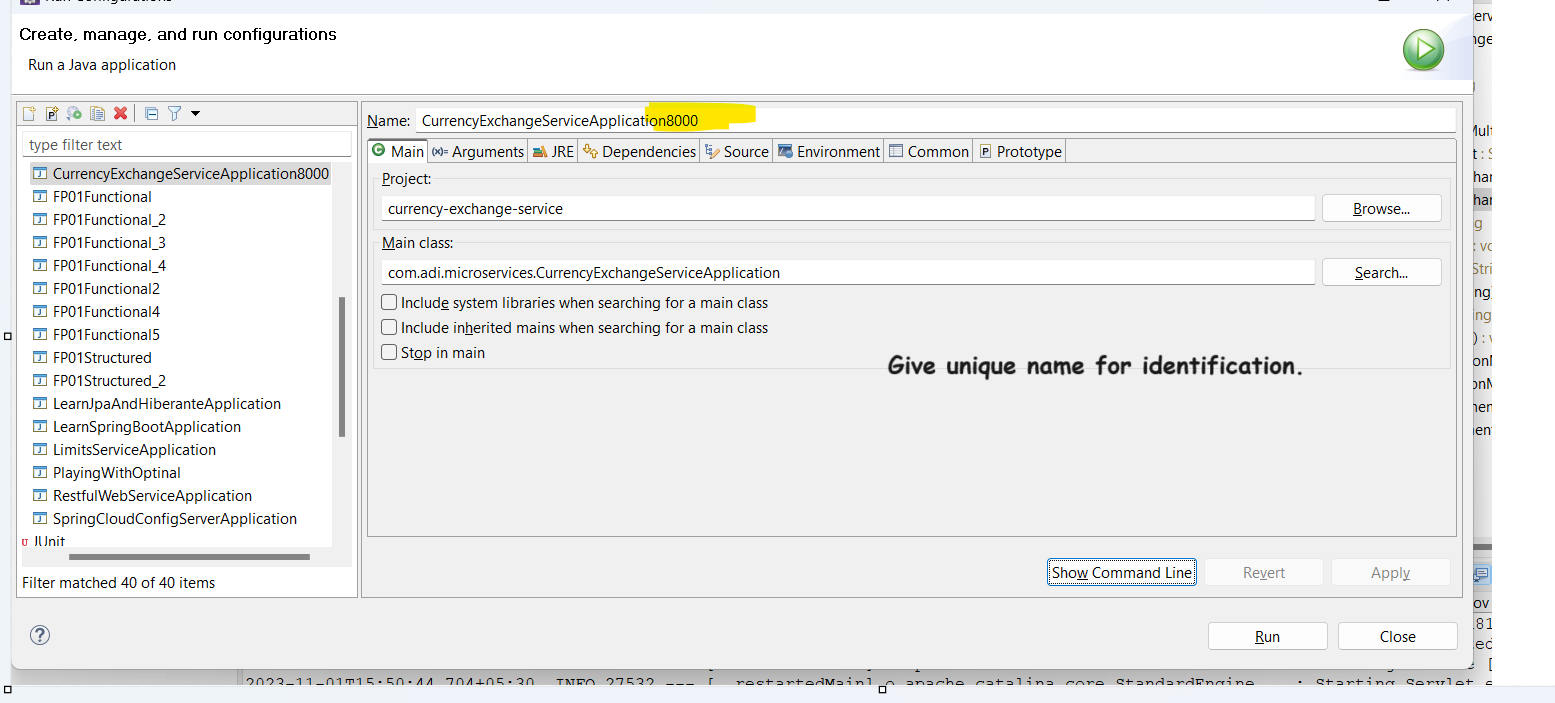 Create, manage, and run configurations
Run a Java application
Name: CurrencyExchangeServiceApplication8000
type filter text
Main (x)= Arguments JRE Dependencies Source Environment Common Prototype
CurrencyExchangeServiceApplication8000
FP01Functional
FP01Functional_2
FP01Functional_3
FP01Functional_4
FP01Functional2
FP01Functional4
FP01Functional5
FP01Structured
FP01Structured_2
LearnJpaAndHiberanteApplication
LearnSpringBootApplication
LimitsServiceApplication
PlayingWithOptinal
RestfulWebServiceApplication
SpringCloudConfigServerApplication
JUnit
Filter matched 40 of 40 items
Project:
currency-exchange-service
Browse...
Main class:
com.adi.microservices.CurrencyExchangeServiceApplication
Search...
Include system libraries when searching for a main class
Include inherited mains when searching for a main class
Stop in main
Give unique name for identification.
Show Command Line Revert Apply
Run Close
2023-11-01T15:50:44.704+05:30 INFO 27532 --- [ restartedMain] o.apache.catalina.core.StandardEngine : Starting Servlet e